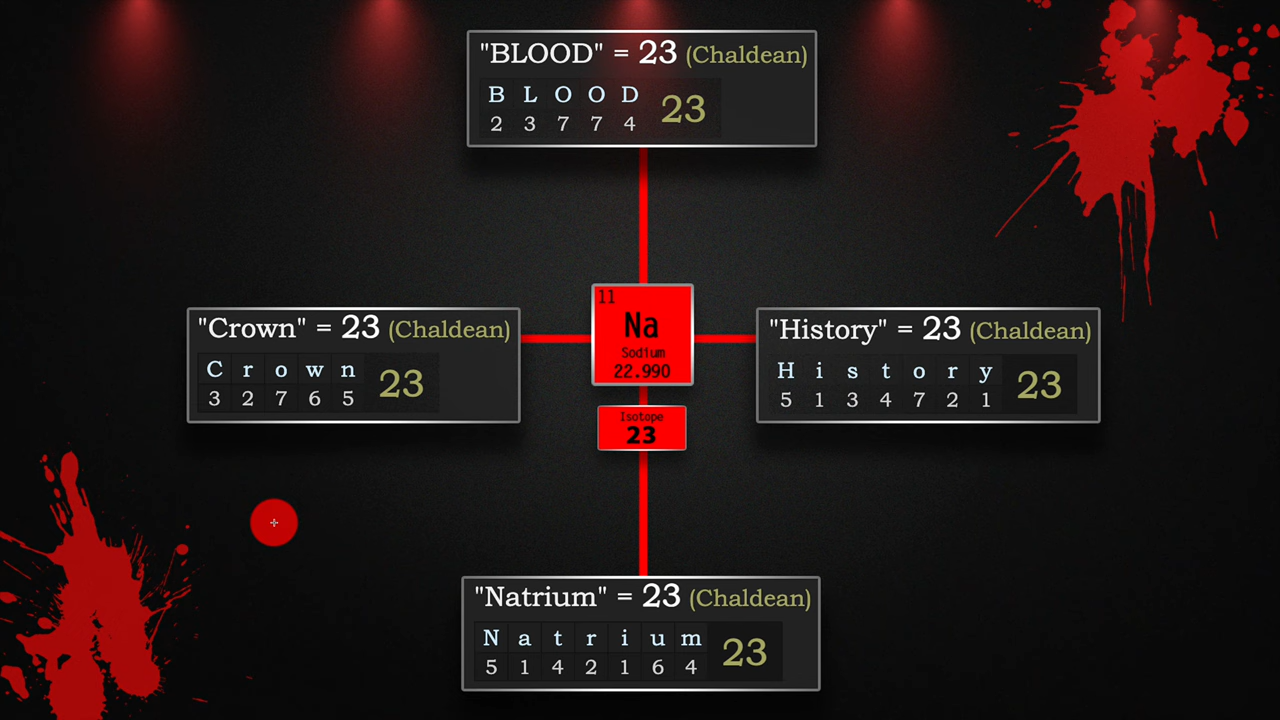 "BLOOD" = 23 (Chaldean)
B L O O D 23
2 3 7 7 4
"Crown" = 23 (Chaldean)
C r o w n 23
3 2 7 6 5
11
Na
Sodium
22.990
Isotope
23
"History" = 23 (Chaldean)
H i s t o r y 23
5 1 3 4 7 2 1
"Natrium" = 23 (Chaldean)
N a t r i u m 23
5 1 4 2 1 6 4